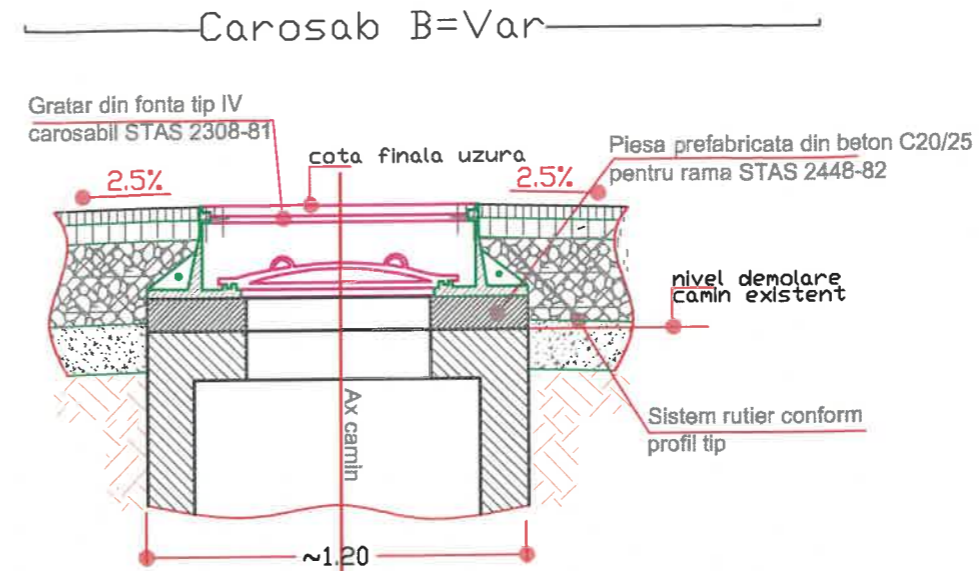 Carosab B=Var
Gratar din fonta tip IV
carosabil STAS 2308-81
cota finala uzura
Piesa prefabricata din beton C20/25
pentru rama STAS 2448-82
2.5%
2.5%
nivel demolare
camin existent
Ax camin
Sistem rutier conform
profil tip
~1.20